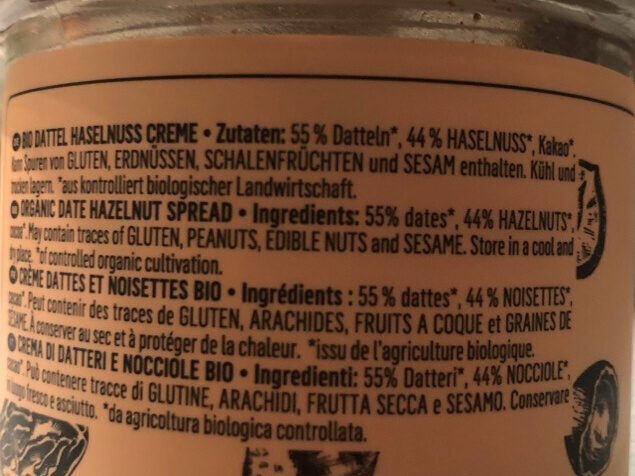 BIO DATTEL HASELNUSS CREME • Zutaten: 55 % Datteln*, 44 % HASELNUSS*, Kakao*.
Kann Spuren von GLUTEN, ERDNÜSSEN, SCHALENFRÜCHTEN und SESAM enthalten. Kühl und
trocken lagern. *aus kontrolliert biologischer Landwirtschaft.
ORGANIC DATE HAZELNUT SPREAD • Ingredients: 55% dates*, 44% HAZELNUTS*,
cacao*. May contain traces of GLUTEN, PEANUTS, EDIBLE NUTS and SESAME. Store in a cool and
dry place. *of controlled organic cultivation.
CRÈME DATTES ET NOISETTES BIO • Ingrédients : 55 % dattes*, 44 % NOISETTES*,
cacao*. Peut contenir des traces de GLUTEN, ARACHIDES, FRUITS A COQUE et GRAINES DE
SÉSAME. À conserver au sec et à protéger de la chaleur. *issu de l'agriculture biologique.
CREMA DI DATTERI E NOCCIOLE BIO • Ingredienti: 55% Datteri*, 44% NOCCIOLE*,
cacao*. Può contenere tracce di GLUTINE, ARACHIDI, FRUTTA SECCA e SESAMO. Conservare
luogo fresco e asciutto. *da agricoltura biologica controllata.